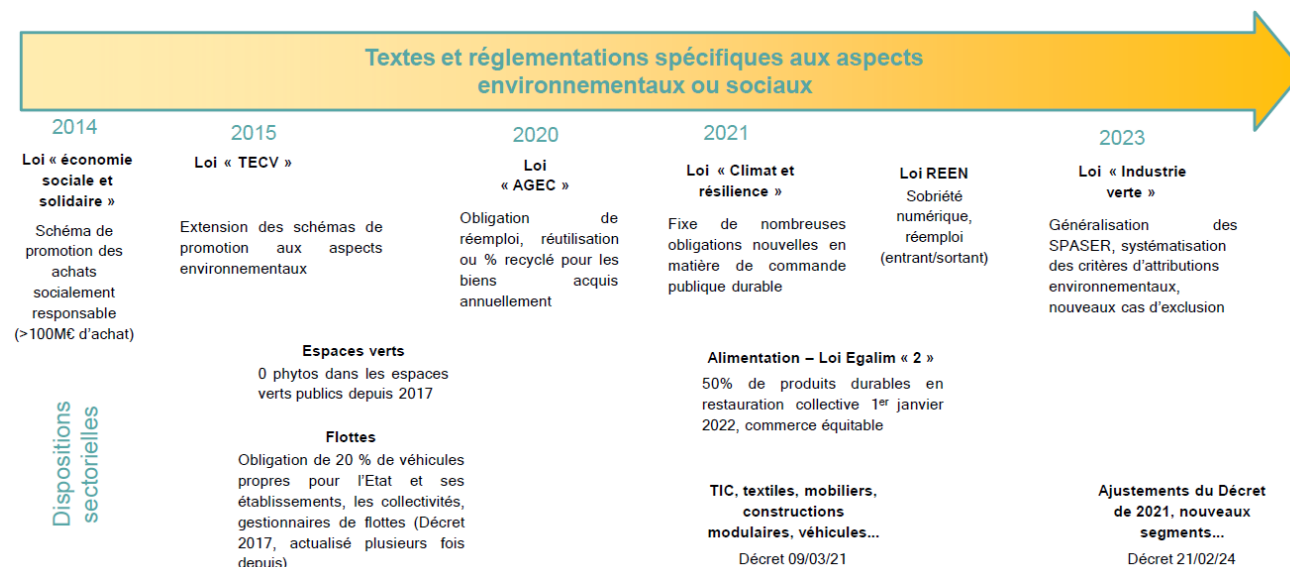 Textes et réglementations spécifiques aux aspects
environnementaux ou sociaux
2014
Loi « économie
sociale et
solidaire »
Schéma de
promotion des
achats
socialement
responsable
(>100M€ d'achat)
2015
Loi « TECV »
Extension des schémas de
promotion aux aspects
environnementaux
2020
Loi
« AGEC »
Obligation de
réemploi, réutilisation
ou % recyclé pour les
biens acquis
annuellement
2021
Loi « Climat et
résilience »
Fixe de nombreuses
obligations nouvelles en
matière de commande
publique durable
Loi REEN
Sobriété
numérique,
réemploi
(entrant/sortant)
2023
Loi « Industrie
verte »
Généralisation des
SPASER, systématisation
des critères d'attributions
environnementaux,
nouveaux cas d'exclusion
Dispositions
sectorielles
Espaces verts
0 phytos dans les espaces
verts publics depuis 2017
Flottes
Obligation de 20 % de véhicules
propres pour l'Etat et ses
établissements, les collectivités,
gestionnaires de flottes (Décret
2017, actualisé plusieurs fois
depuis)
Alimentation – Loi Egalim « 2 »
50% de produits durables en
restauration collective 1er janvier
2022, commerce équitable
TIC, textiles, mobiliers,
constructions
modulaires, véhicules...
Décret 09/03/21
Ajustements du Décret
de 2021, nouveaux
segments...
Décret 21/02/24